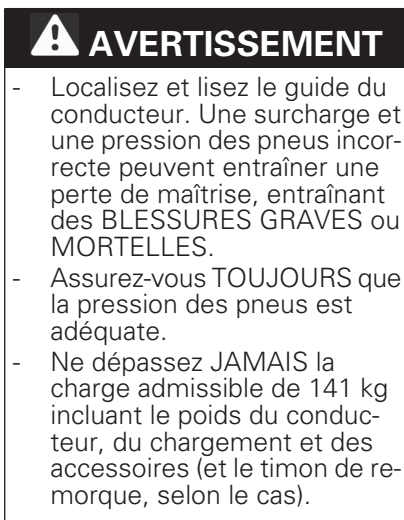 AVERTISSEMENT
- Localisez et lisez le guide du
conducteur. Une surcharge et
une pression des pneus incor-
recte peuvent entraîner une
perte de maîtrise, entraînant
des BLESSURES GRAVES ou
MORTELLES.
- Assurez-vous TOUJOURS que
la pression des pneus est
adéquate.
- Ne dépassez JAMAIS la
charge admissible de 141 kg
incluant le poids du conduc-
teur, du chargement et des
accessoires (et le timon de re-
morque, selon le cas).